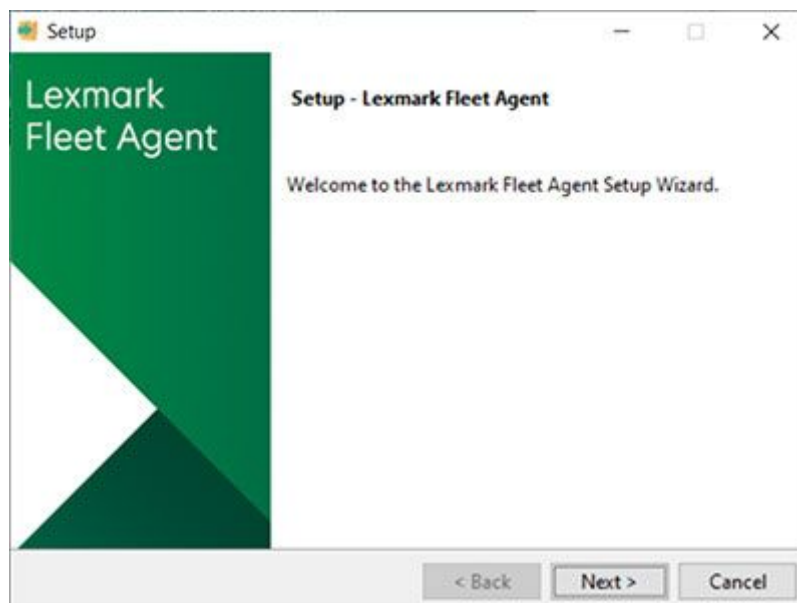 Setup
Lexmark
Fleet Agent
Setup - Lexmark Fleet Agent
Welcome to the Lexmark Fleet Agent Setup Wizard.
< Back Next > Cancel